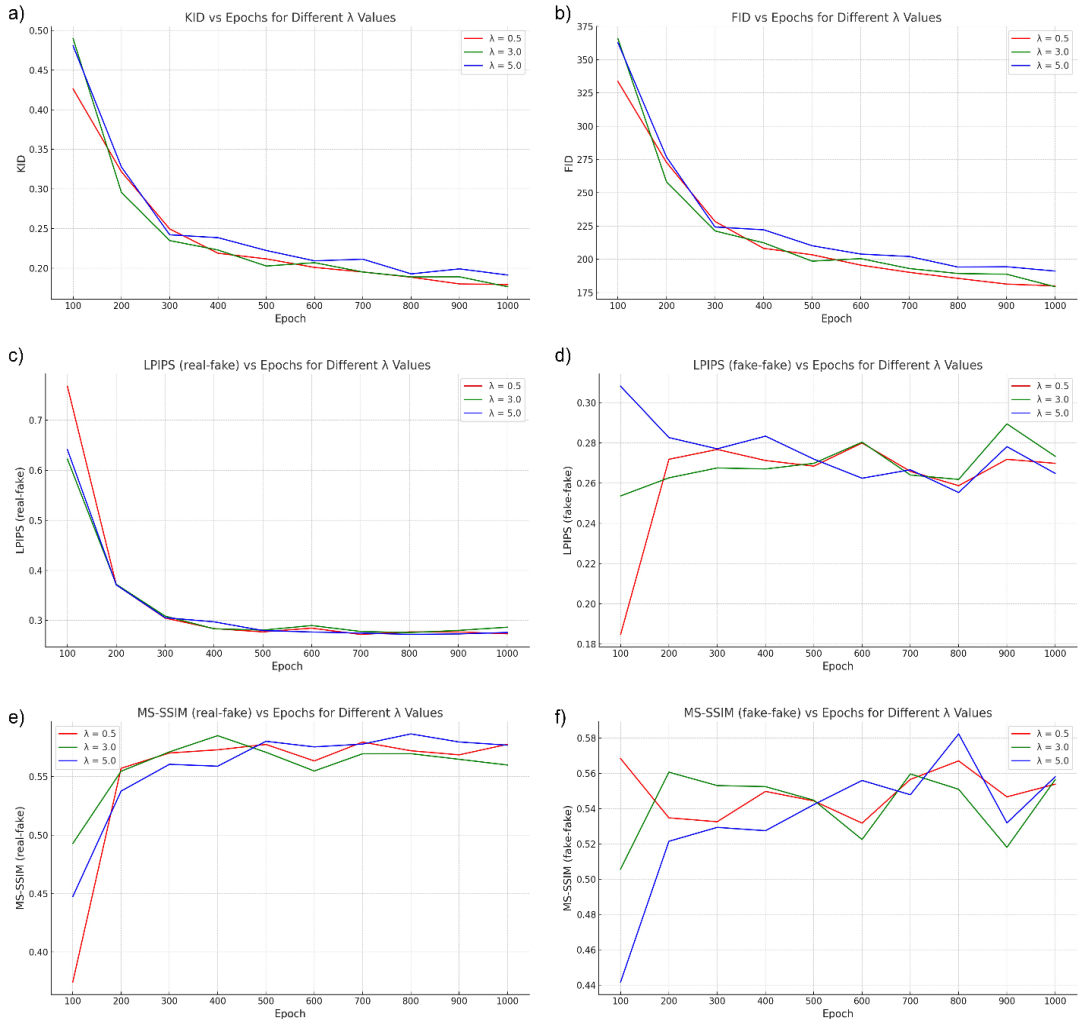 a)
KID vs Epochs for Different λ Values
0.50
0.45
0.40
0.35
0.30
0.25
0.20
KID
λ = 0.5
λ = 3.0
λ = 5.0
100 200 300 400 500 600 700 800 900 1000
Epoch
b)
FID vs Epochs for Different λ Values
375
350
325
300
275
250
225
200
175
FID
λ = 0.5
λ = 3.0
λ = 5.0
100 200 300 400 500 600 700 800 900 1000
Epoch
c)
LPIPS (real-fake) vs Epochs for Different λ Values
0.7
0.6
0.5
0.4
0.3
LPIPS (real-fake)
λ = 0.5
λ = 3.0
λ = 5.0
100 200 300 400 500 600 700 800 900 1000
Epoch
d)
LPIPS (fake-fake) vs Epochs for Different λ Values
0.30
0.28
0.26
0.24
0.22
0.20
0.18
LPIPS (fake-fake)
λ = 0.5
λ = 3.0
λ = 5.0
100 200 300 400 500 600 700 800 900 1000
Epoch
e)
MS-SSIM (real-fake) vs Epochs for Different λ Values
0.55
0.50
0.45
0.40
MS-SSIM (real-fake)
λ = 0.5
λ = 3.0
λ = 5.0
100 200 300 400 500 600 700 800 900 1000
Epoch
f)
MS-SSIM (fake-fake) vs Epochs for Different λ Values
0.58
0.56
0.54
0.52
0.50
0.48
0.46
0.44
MS-SSIM (fake-fake)
λ = 0.5
λ = 3.0
λ = 5.0
100 200 300 400 500 600 700 800 900 1000
Epoch